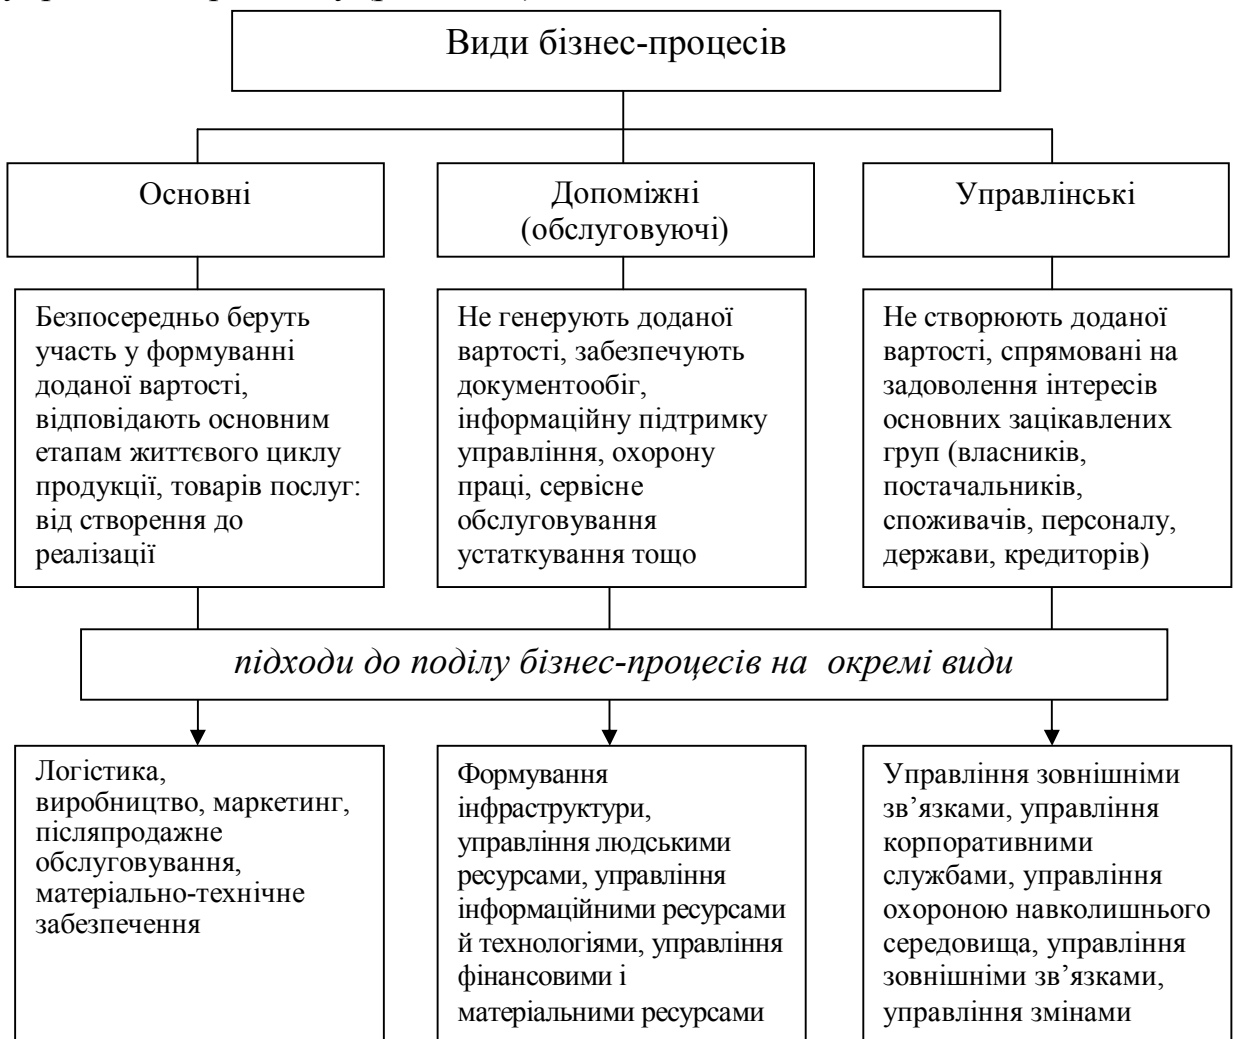 Види бізнес-процесів
Основні
Допоміжні
(обслуговуючі)
Управлінські
Безпосередньо беруть
участь у формуванні
доданої вартості,
відповідають основним
етапам життєвого циклу
продукції, товарів послуг:
від створення до
реалізації
Не генерують доданої
вартості, забезпечують
документообіг,
інформаційну підтримку
управління, охорону
праці, сервісне
обслуговування
устаткування тощо
Не створюють доданої
вартості, спрямовані на
задоволення інтересів
основних зацікавлених
груп (власників,
постачальників,
споживачів, персоналу,
держави, кредиторів)
підходи до поділу бізнес-процесів на окремі види
Логістика,
виробництво, маркетинг,
післяпродажне
обслуговування,
матеріально-технічне
забезпечення
Формування
інфраструктури,
управління людськими
ресурсами, управління
інформаційними ресурсами
й технологіями, управління
фінансовими і
матеріальними ресурсами
Управління зовнішніми
зв’язками, управління
корпоративними
службами, управління
охороною навколишнього
середовища, управління
зовнішніми зв’язками,
управління змінами